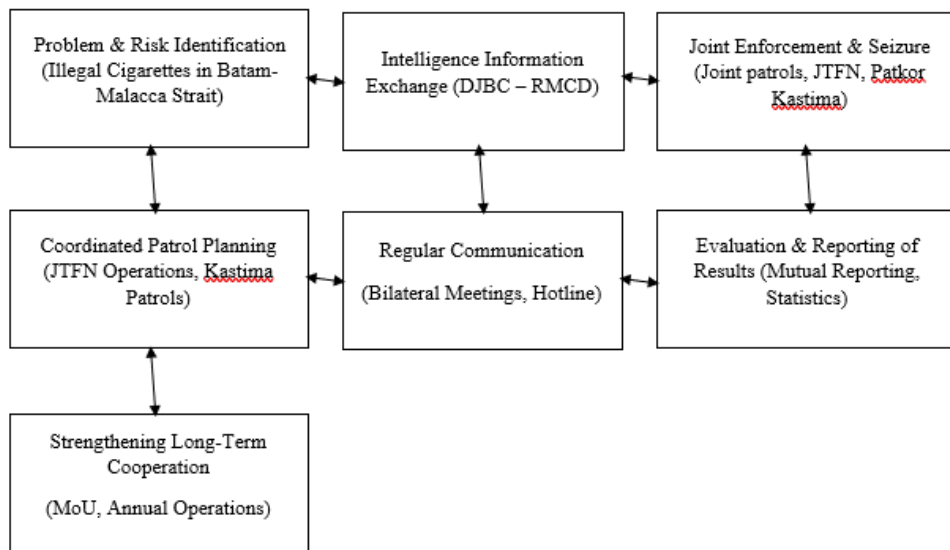 Problem & Risk Identification
(Illegal Cigarettes in Batam-
Malacca Strait)
Intelligence Information
Exchange (DJBC – RMCD)
Joint Enforcement & Seizure
(Joint patrols, JTFN, Patkor
Kastima)
Coordinated Patrol Planning
(JTFN Operations, Kastima
Patrols)
Regular Communication
(Bilateral Meetings, Hotline)
Evaluation & Reporting of
Results (Mutual Reporting,
Statistics)
Strengthening Long-Term
Cooperation
(MoU, Annual Operations)